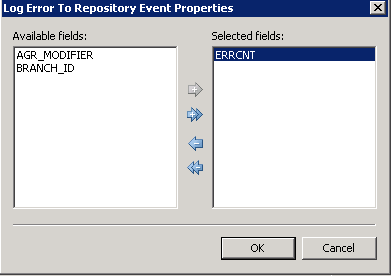 Log Error To Repository Event Properties
Available fields:
AGR_MODIFIER
BRANCH_ID
Selected fields:
ERRCNT
OK
Cancel